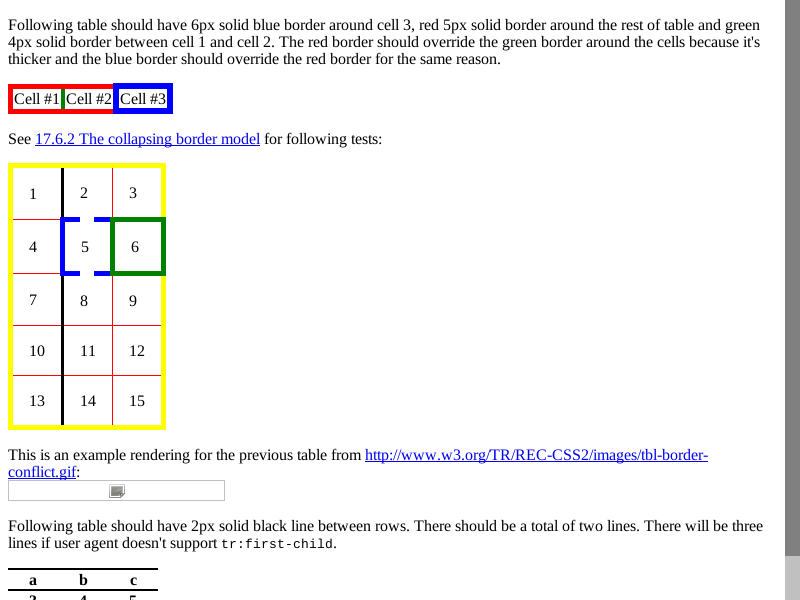 Following table should have 6px solid blue border around cell 3, red 5px solid border around the rest of table and green
4px solid border between cell 1 and cell 2. The red border should override the green border around the cells because it's
thicker and the blue border should override the red border for the same reason.
Cell #1 Cell #2 Cell #3
See 17.6.2 The collapsing border model for following tests:
1 2 3
4 5 6
7 8 9
10 11 12
13 14 15
This is an example rendering for the previous table from http://www.w3.org/TR/REC-CSS2/images/tbl-border-
conflict.gif:
Following table should have 2px solid black line between rows. There should be a total of two lines. There will be three
lines if user agent doesn't support tr:first-child.
a b c
3 4 5